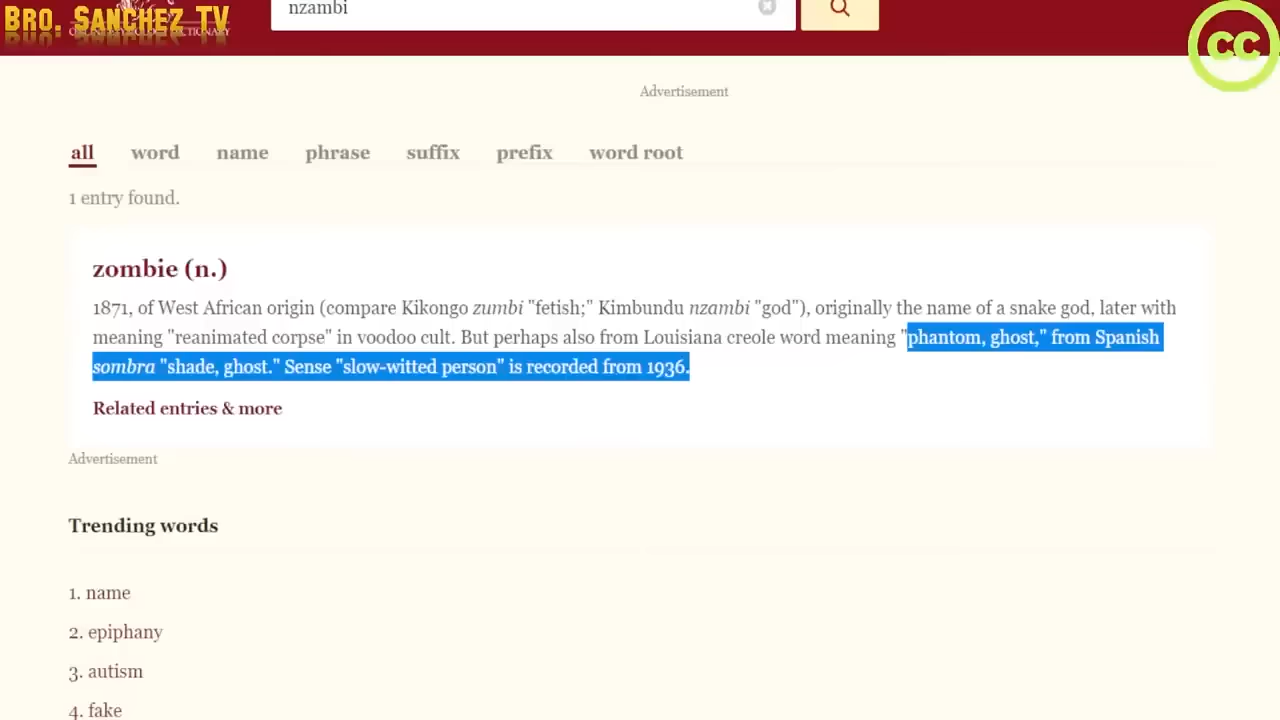 BRO. SANCHEZ TV
nzambi
CC
Advertisement
all word name phrase suffix prefix word root
1 entry found.
zombie (n.)
1871, of West African origin (compare Kikongo zumbi "fetish;" Kimbundu nzambi "god"), originally the name of a snake god, later with
meaning "reanimated corpse" in voodoo cult. But perhaps also from Louisiana creole word meaning "phantom, ghost," from Spanish
sombra "shade, ghost." Sense "slow-witted person" is recorded from 1936.
Related entries & more
Advertisement
Trending words
1. name
2. epiphany
3. autism
4. fake